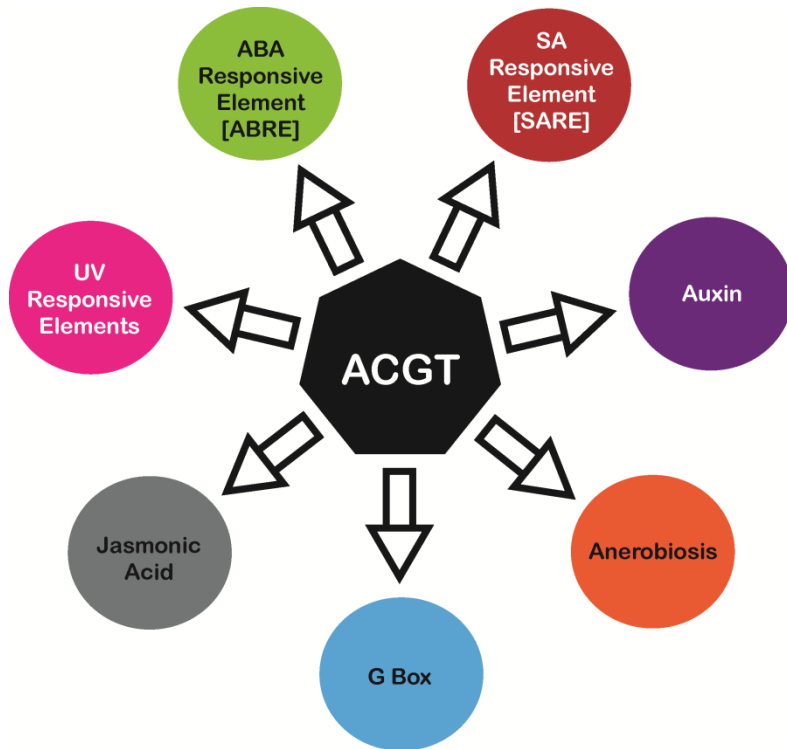 ABA
Responsive
Element
[ABRE]
SA
Responsive
Element
[SARE]
UV
Responsive
Elements
Auxin
ACGT
Jasmonic
Acid
Anerobiosis
G Box